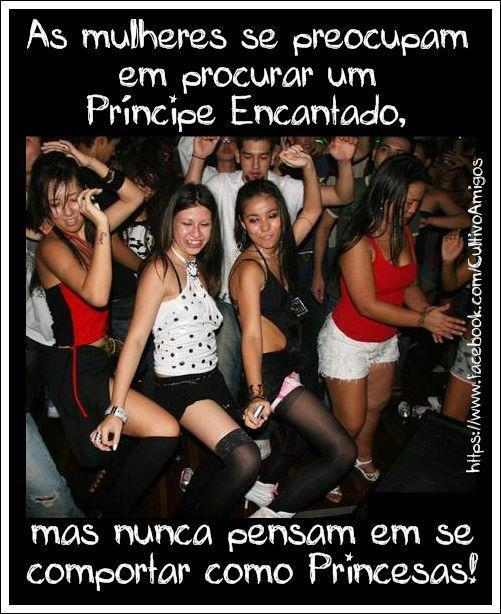 As mulheres se preocupam
em procurar um
Príncipe Encantado,
https://www.facebook.com/CultivoAmigos
mas nunca pensam em se
comportar como Princesas!